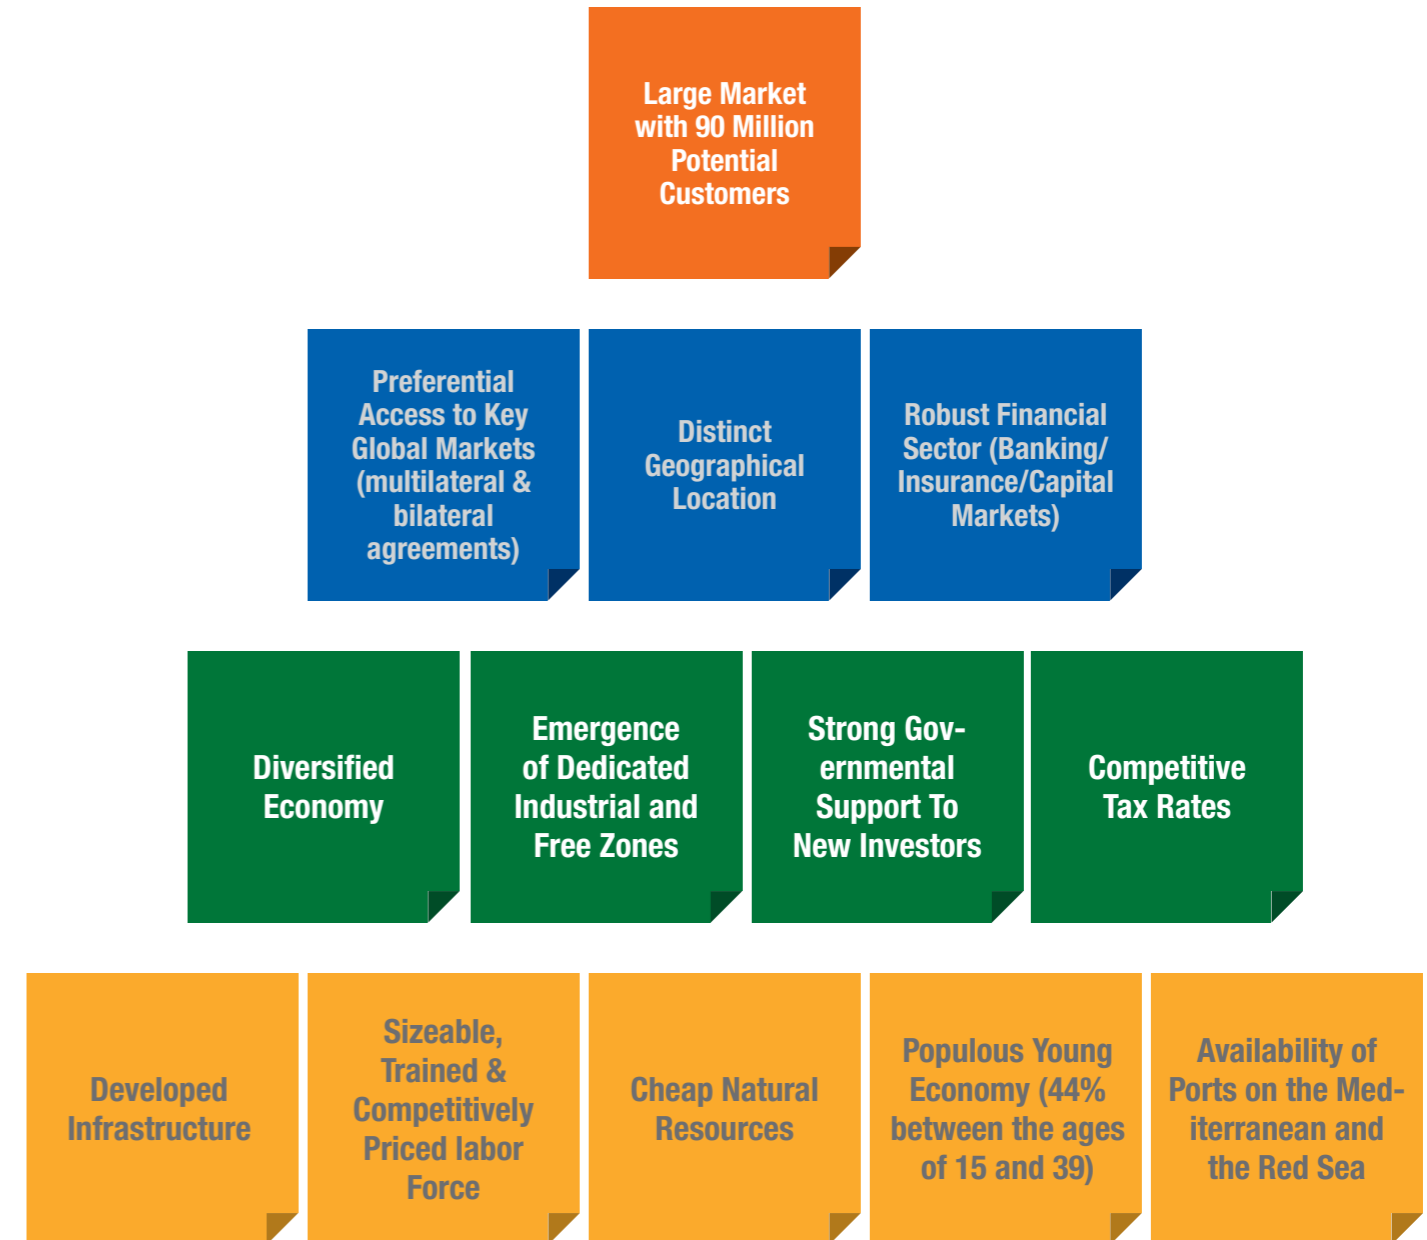 Large Market
with 90 Million
Potential
Customers
Preferential
Access to Key
Global Markets
(multilateral &
bilateral
agreements)
Distinct
Geographical
Location
Robust Financial
Sector (Banking/
Insurance/Capital
Markets)
Diversified
Economy
Emergence
of Dedicated
Industrial and
Free Zones
Strong Gov-
ernmental
Support To
New Investors
Competitive
Tax Rates
Developed
Infrastructure
Sizeable,
Trained &
Competitively
Priced labor
Force
Cheap Natural
Resources
Populous Young
Economy (44%
between the ages
of 15 and 39)
Availability of
Ports on the Med-
iterranean and
the Red Sea